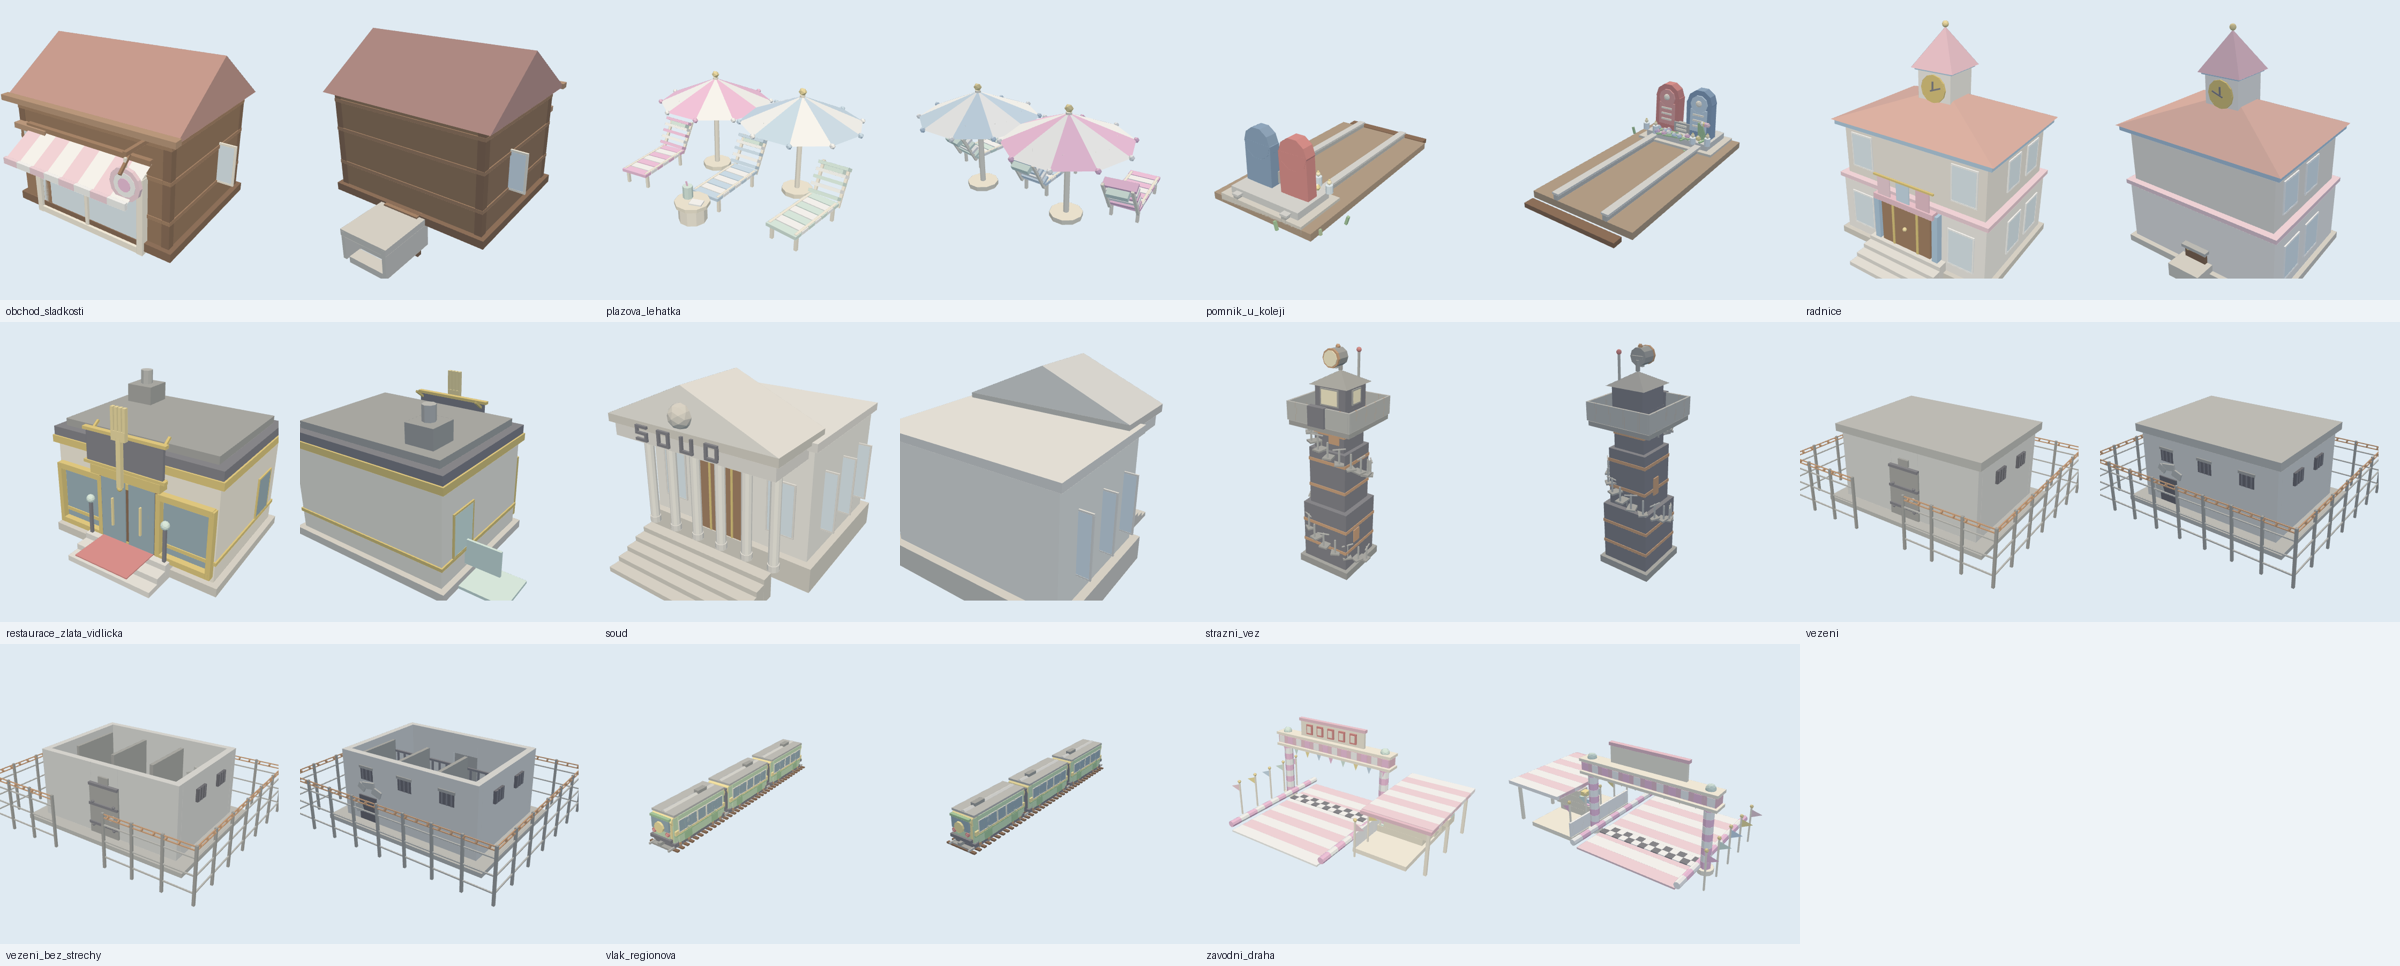 obchod_sladkosti
plazova_lehatka
pomnik_u_koleji
radnice
SOUD
restaurace_zlata_vidlicka
soud
strazni_vez
vezeni
vezeni_bez_strechy
vlak_regionova
zavodni_draha